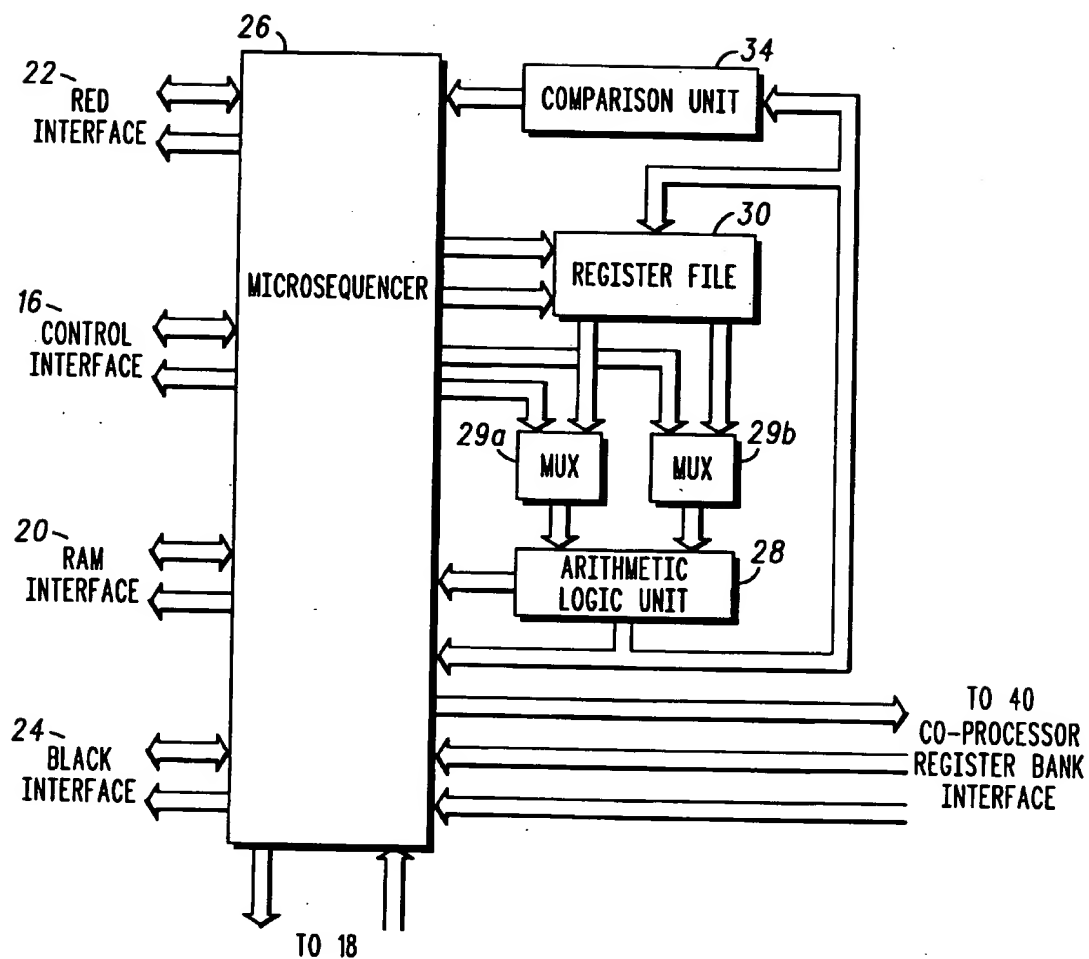 26
34
22
RED
INTERFACE
COMPARISON UNIT
30
REGISTER FILE
MICROSEQUENCER
16
CONTROL
INTERFACE
29a
MUX
29b
MUX
20
RAM
INTERFACE
28
ARITHMETIC
LOGIC UNIT
24
BLACK
INTERFACE
TO 40
CO-PROCESSOR
REGISTER BANK
INTERFACE
TO 18